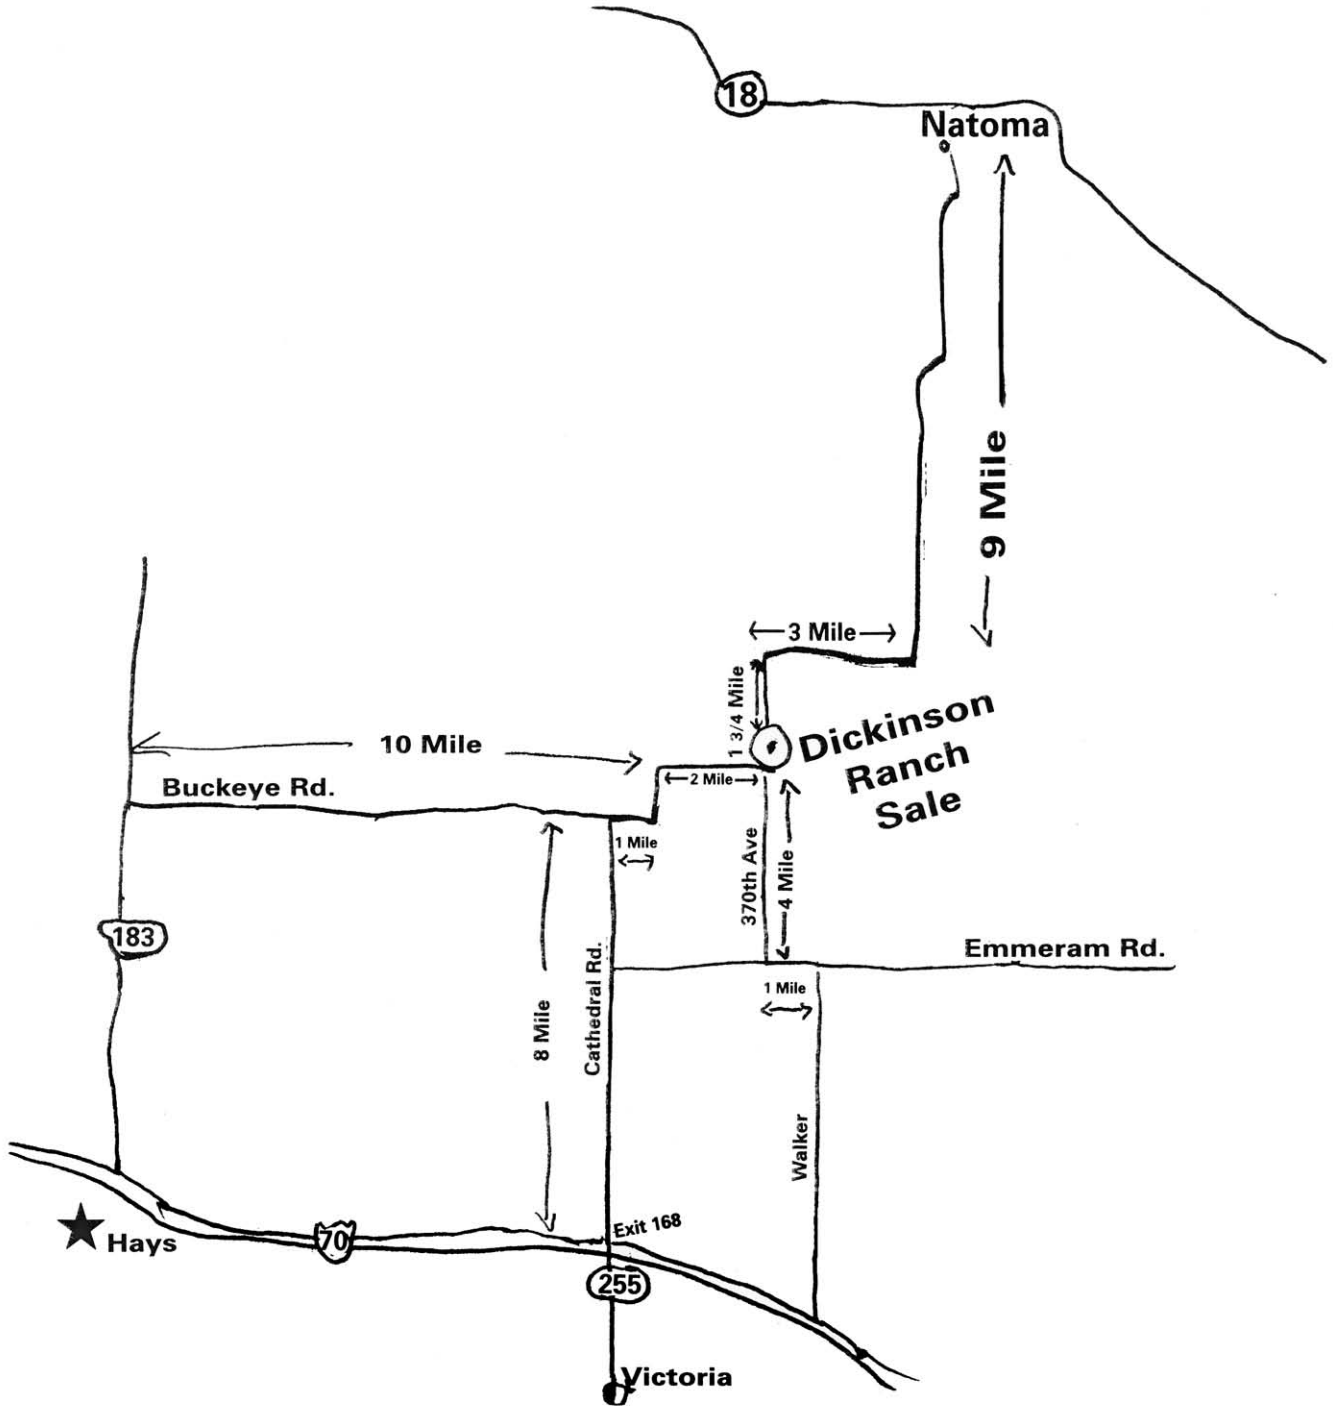 18
Natoma
9 Mile
3 Mile
1 3/4 Mile
Dickinson
Ranch
Sale
10 Mile
2 Mile
Buckeye Rd.
1 Mile
370th Ave
4 Mile
183
Emmeram Rd.
Cathedral Rd.
8 Mile
1 Mile
Walker
Exit 168
Hays
70
255
Victoria